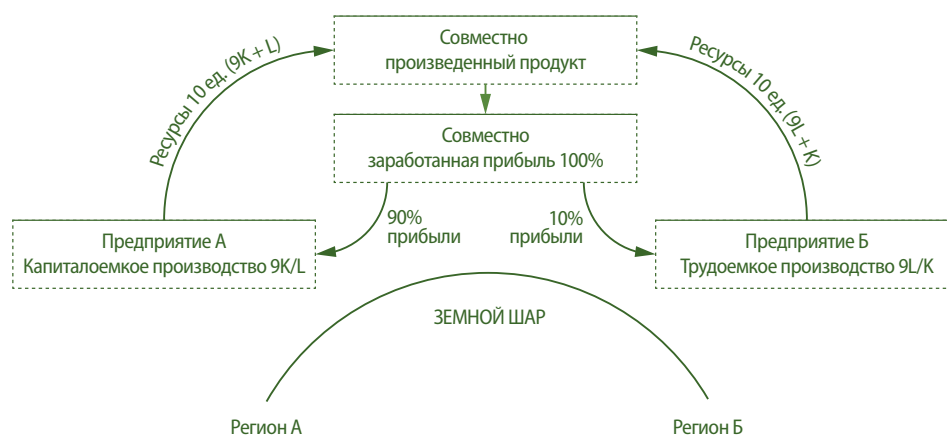 Совместно
произведенный продукт
Ресурсы 10 ед. (9K + L)
Ресурсы 10 ед. (9L + K)
Совместно
заработанная прибыль 100%
90%
прибыли
10%
прибыли
Предприятие А
Капиталоемкое производство 9K/L
Предприятие Б
Трудоемкое производство 9L/K
ЗЕМНОЙ ШАР
Регион А
Регион Б